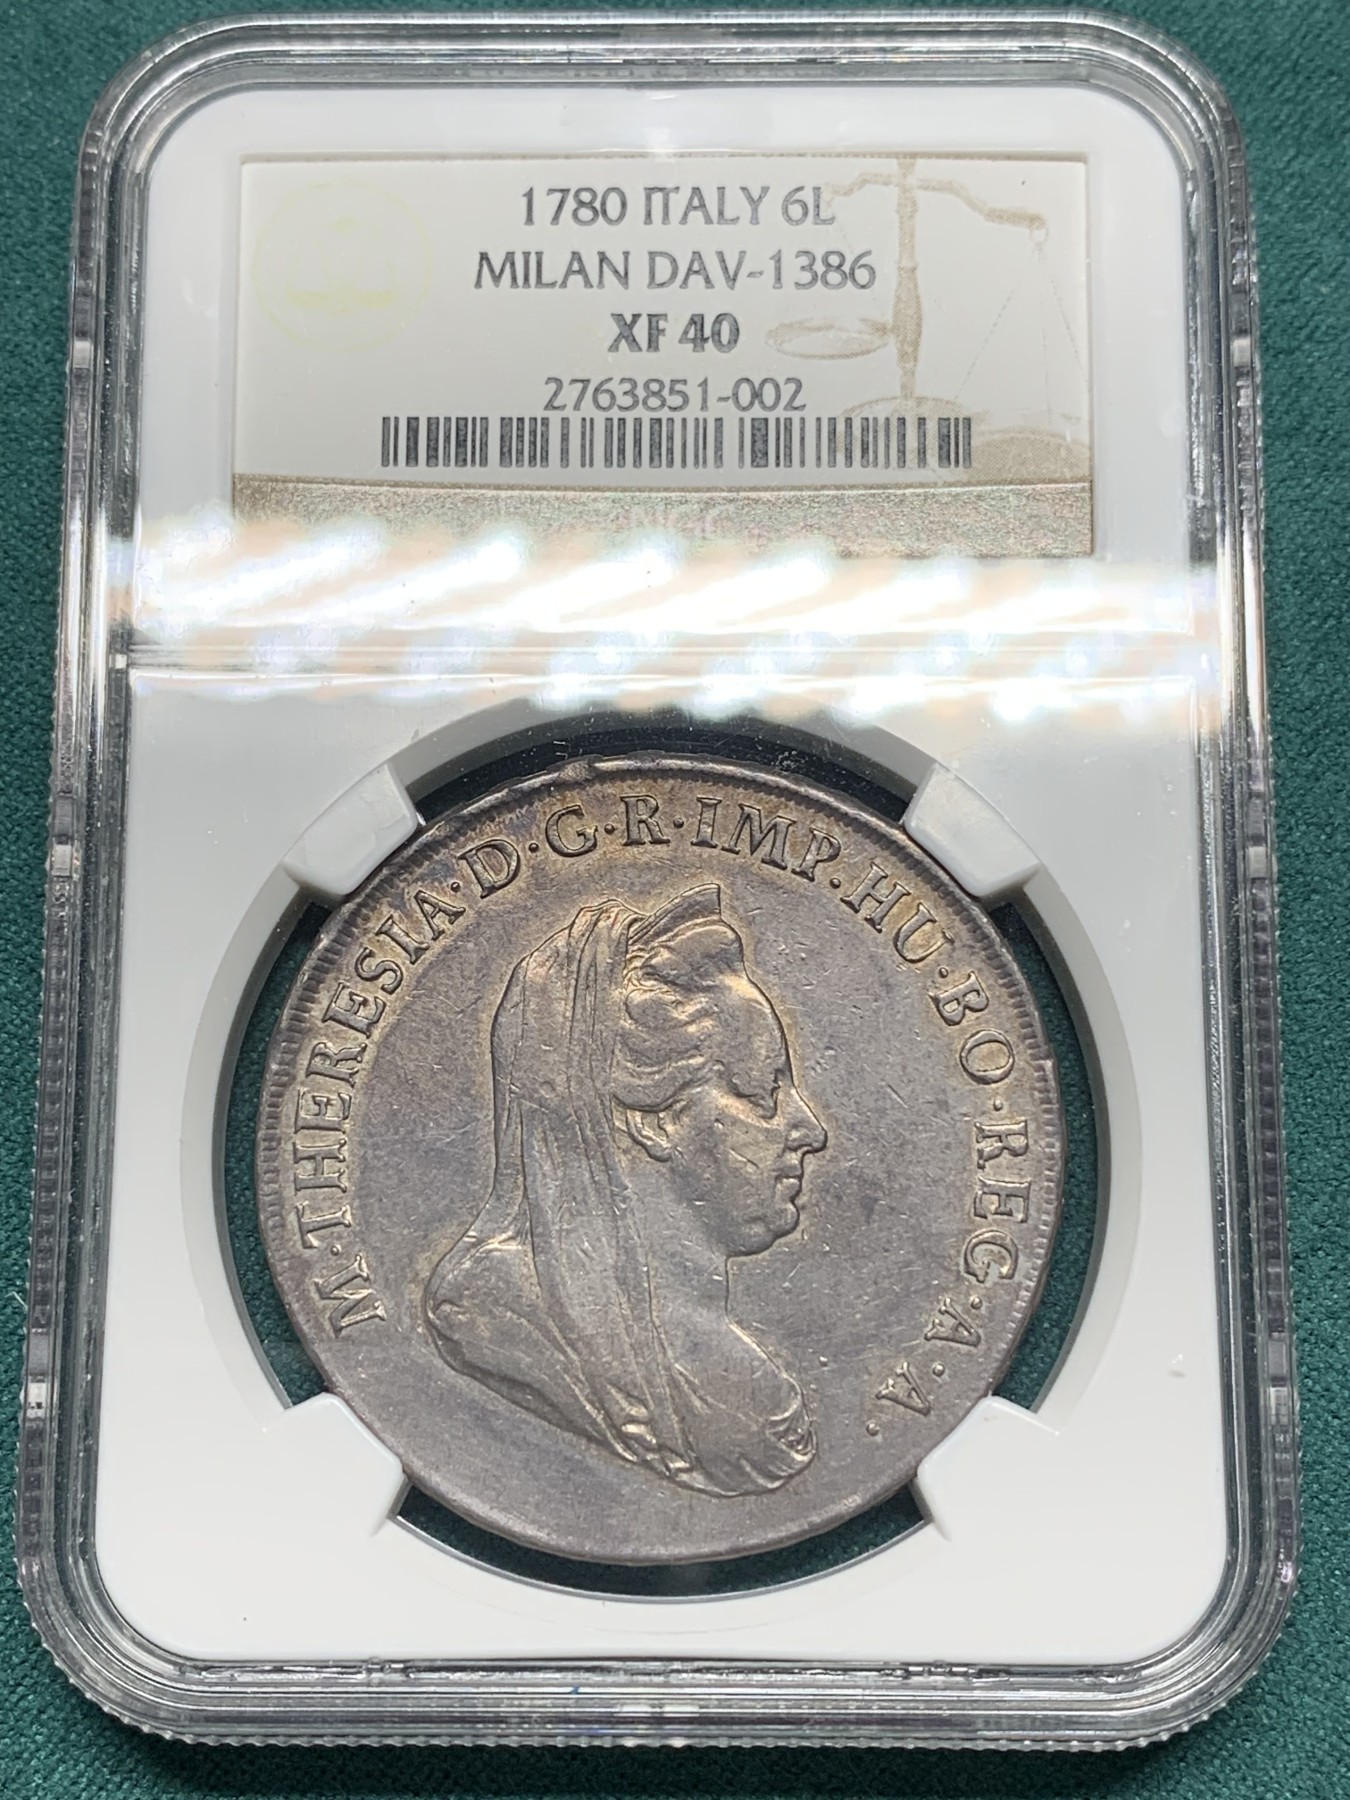 1780 ITALY 6L
MILAN DAV-1386
XF 40
2763851-002
M·THERESIA·D·G·R·IMP·HU·BO·REG·A·A·